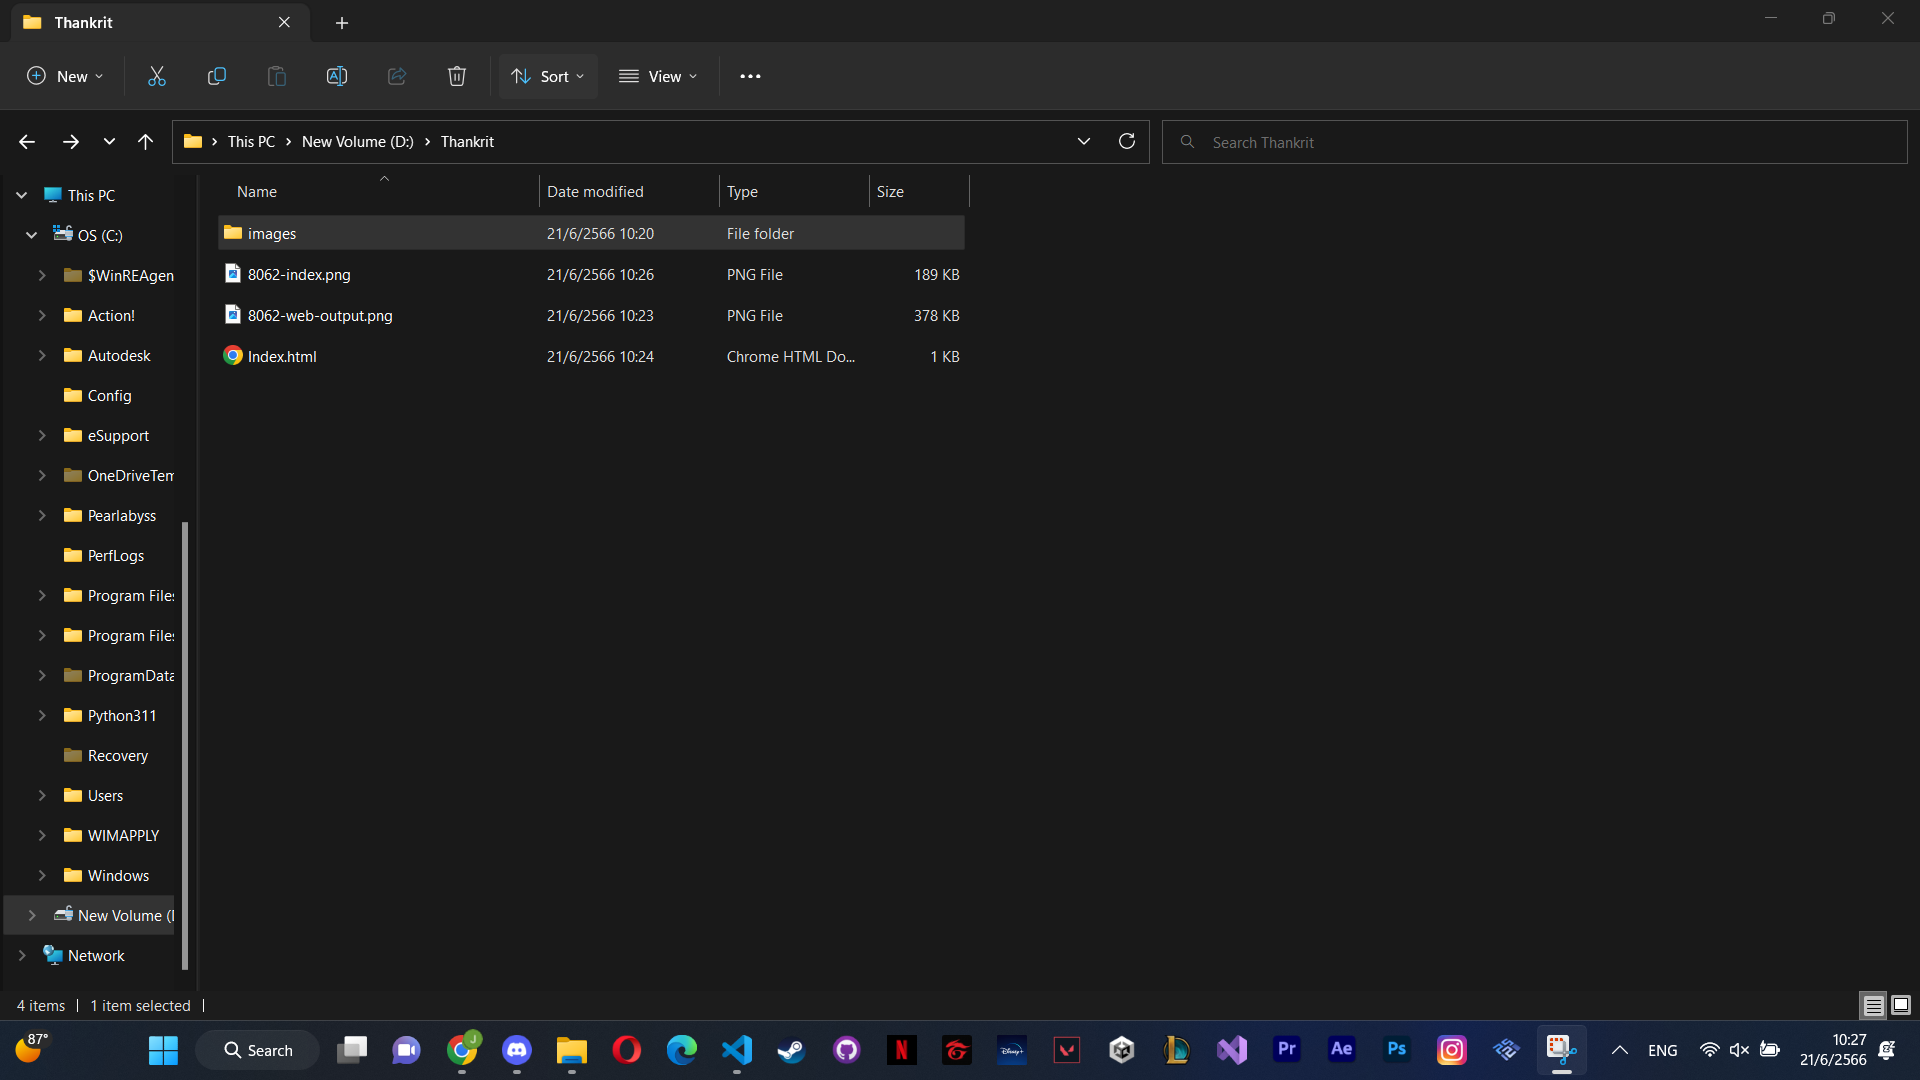 Thankrit
New
Sort
View
This PC
New Volume (D:)
Thankrit
Search Thankrit
Name
Date modified
Type
Size
images
21/6/2566 10:20
File folder
8062-index.png
21/6/2566 10:26
PNG File
189 KB
8062-web-output.png
21/6/2566 10:23
PNG File
378 KB
Index.html
21/6/2566 10:24
Chrome HTML Do...
1 KB
This PC
OS (C:)
$WinREAgen
Action!
Autodesk
Config
eSupport
OneDriveTem
Pearlabyss
PerfLogs
Program Files
Program Files
ProgramData
Python311
Recovery
Users
WIMAPPLY
Windows
New Volume (
Network
4 items
1 item selected
87°
Search
J
N
Disney+
Pr
Ae
Ps
ENG
10:27
21/6/2566